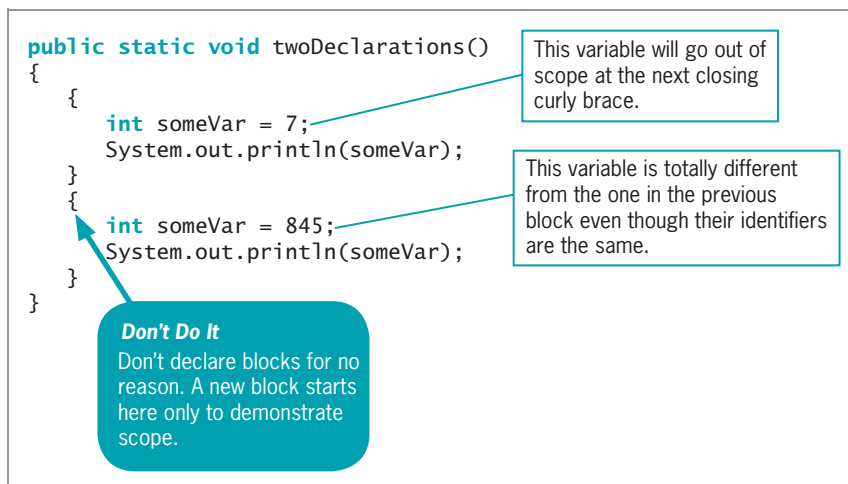 public static void twoDeclarations()
{
{
int someVar = 7;
System.out.println(someVar);
}
{
int someVar = 845;
System.out.println(someVar);
}
}
This variable will go out of
scope at the next closing
curly brace.
This variable is totally different
from the one in the previous
block even though their identifiers
are the same.
Don't Do It
Don't declare blocks for no
reason. A new block starts
here only to demonstrate
scope.